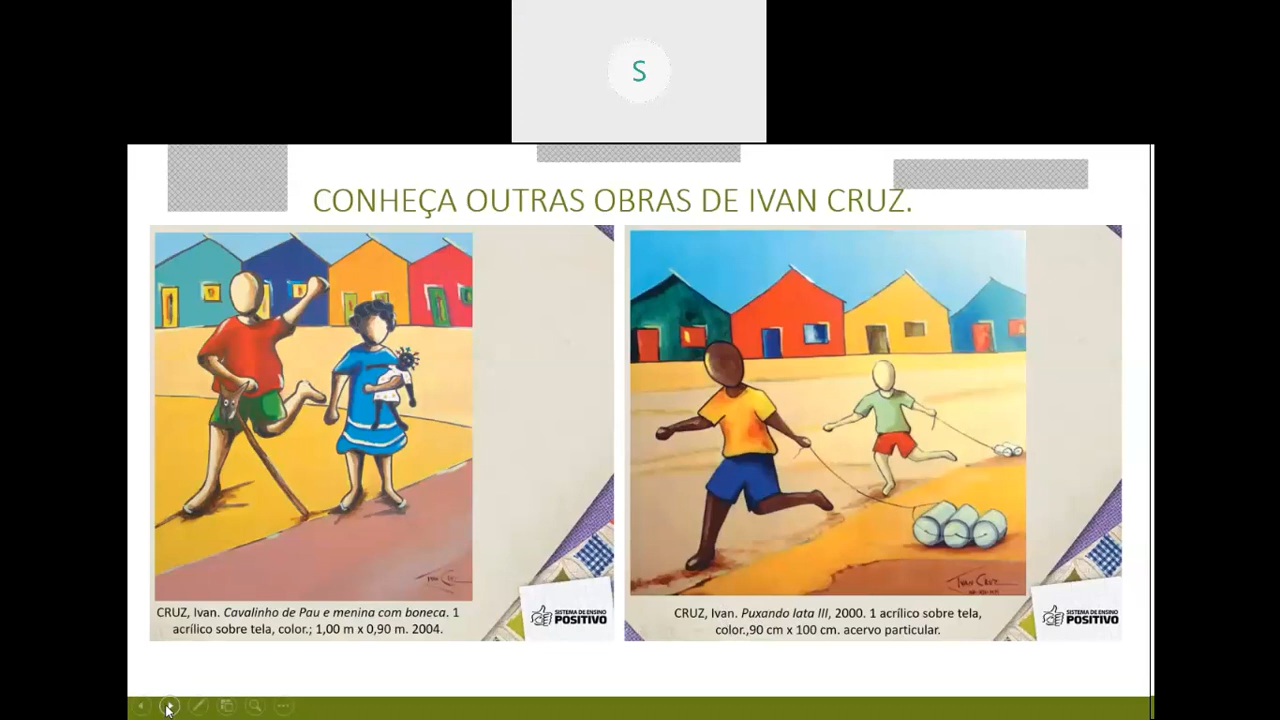 S
CONHEÇA OUTRAS OBRAS DE IVAN CRUZ.
CRUZ, Ivan. Cavalinho de Pau e menina com boneca. 1
acrílico sobre tela, color.; 1,00 m x 0,90 m. 2004.
SISTEMA DE ENSINO
POSITIVO
Ivan Cruz
CRUZ, Ivan. Puxando lata III, 2000. 1 acrílico sobre tela,
color.,90 cm x 100 cm. acervo particular.
SISTEMA DE ENSINO
POSITIVO